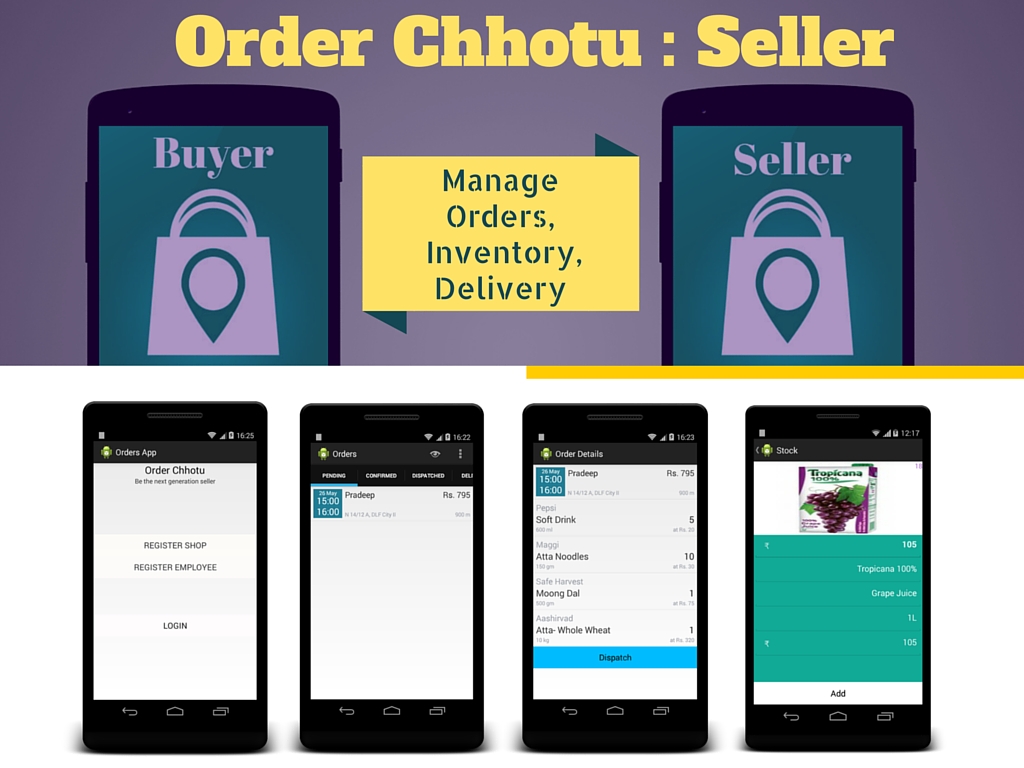 Order Chhotu : Seller
Buyer
Manage
Orders,
Inventory,
Delivery
Seller
16:25
Orders App
Order Chhotu
Be the next generation seller
REGISTER SHOP
REGISTER EMPLOYEE
LOGIN
16:22
Orders
PENDING CONFIRMED DISPATCHED DELI
26 May
15:00
16:00
Pradeep Rs. 795
N 14/12 A, DLF City II 900 m
16:23
Order Details
26 May
15:00
16:00
Pradeep Rs. 795
N 14/12 A, DLF City II 900 m
Pepsi
Soft Drink 5
600 ml at Rs. 20
Maggi
Atta Noodles 10
150 gm at Rs. 30
Safe Harvest
Moong Dal 1
500 gm at Rs. 75
Aashirvad
Atta- Whole Wheat 1
10 kg at Rs. 320
Dispatch
12:17
Stock
18
Tropicana
100%
₹ 105
Tropicana 100%
Grape Juice
1L
₹ 105
Add